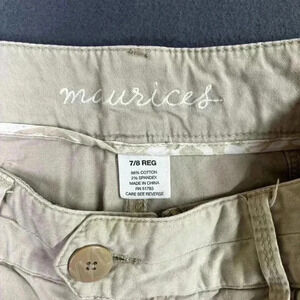 maurices
7/8 REG
98% COTTON
2% SPANDEX
MADE IN CHINA
RN 51793
CARE SEE REVERSE